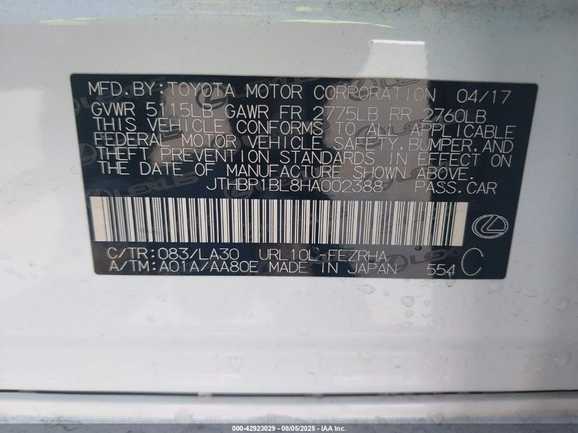 MFD.BY:TOYOTA MOTOR CORPORATION 04/17
GVWR 5115LB GAWR FR 2775LB RR 2760LB
THIS VEHICLE CONFORMS TO ALL APPLICABLE
FEDERAL MOTOR VEHICLE SAFETY,BUMPER,AND
THEFT PREVENTION STANDARDS IN EFFECT ON
THE DATE OF MANUFACTURE SHOWN ABOVE.
JTHBP1BL8HA002388 PASS.CAR
C/TR:083/LA30 URL10L-FEZRHA
A/TM:A01A/AA80E MADE IN JAPAN 554 C
000-42923029 - 08/05/2025 - IAA Inc.